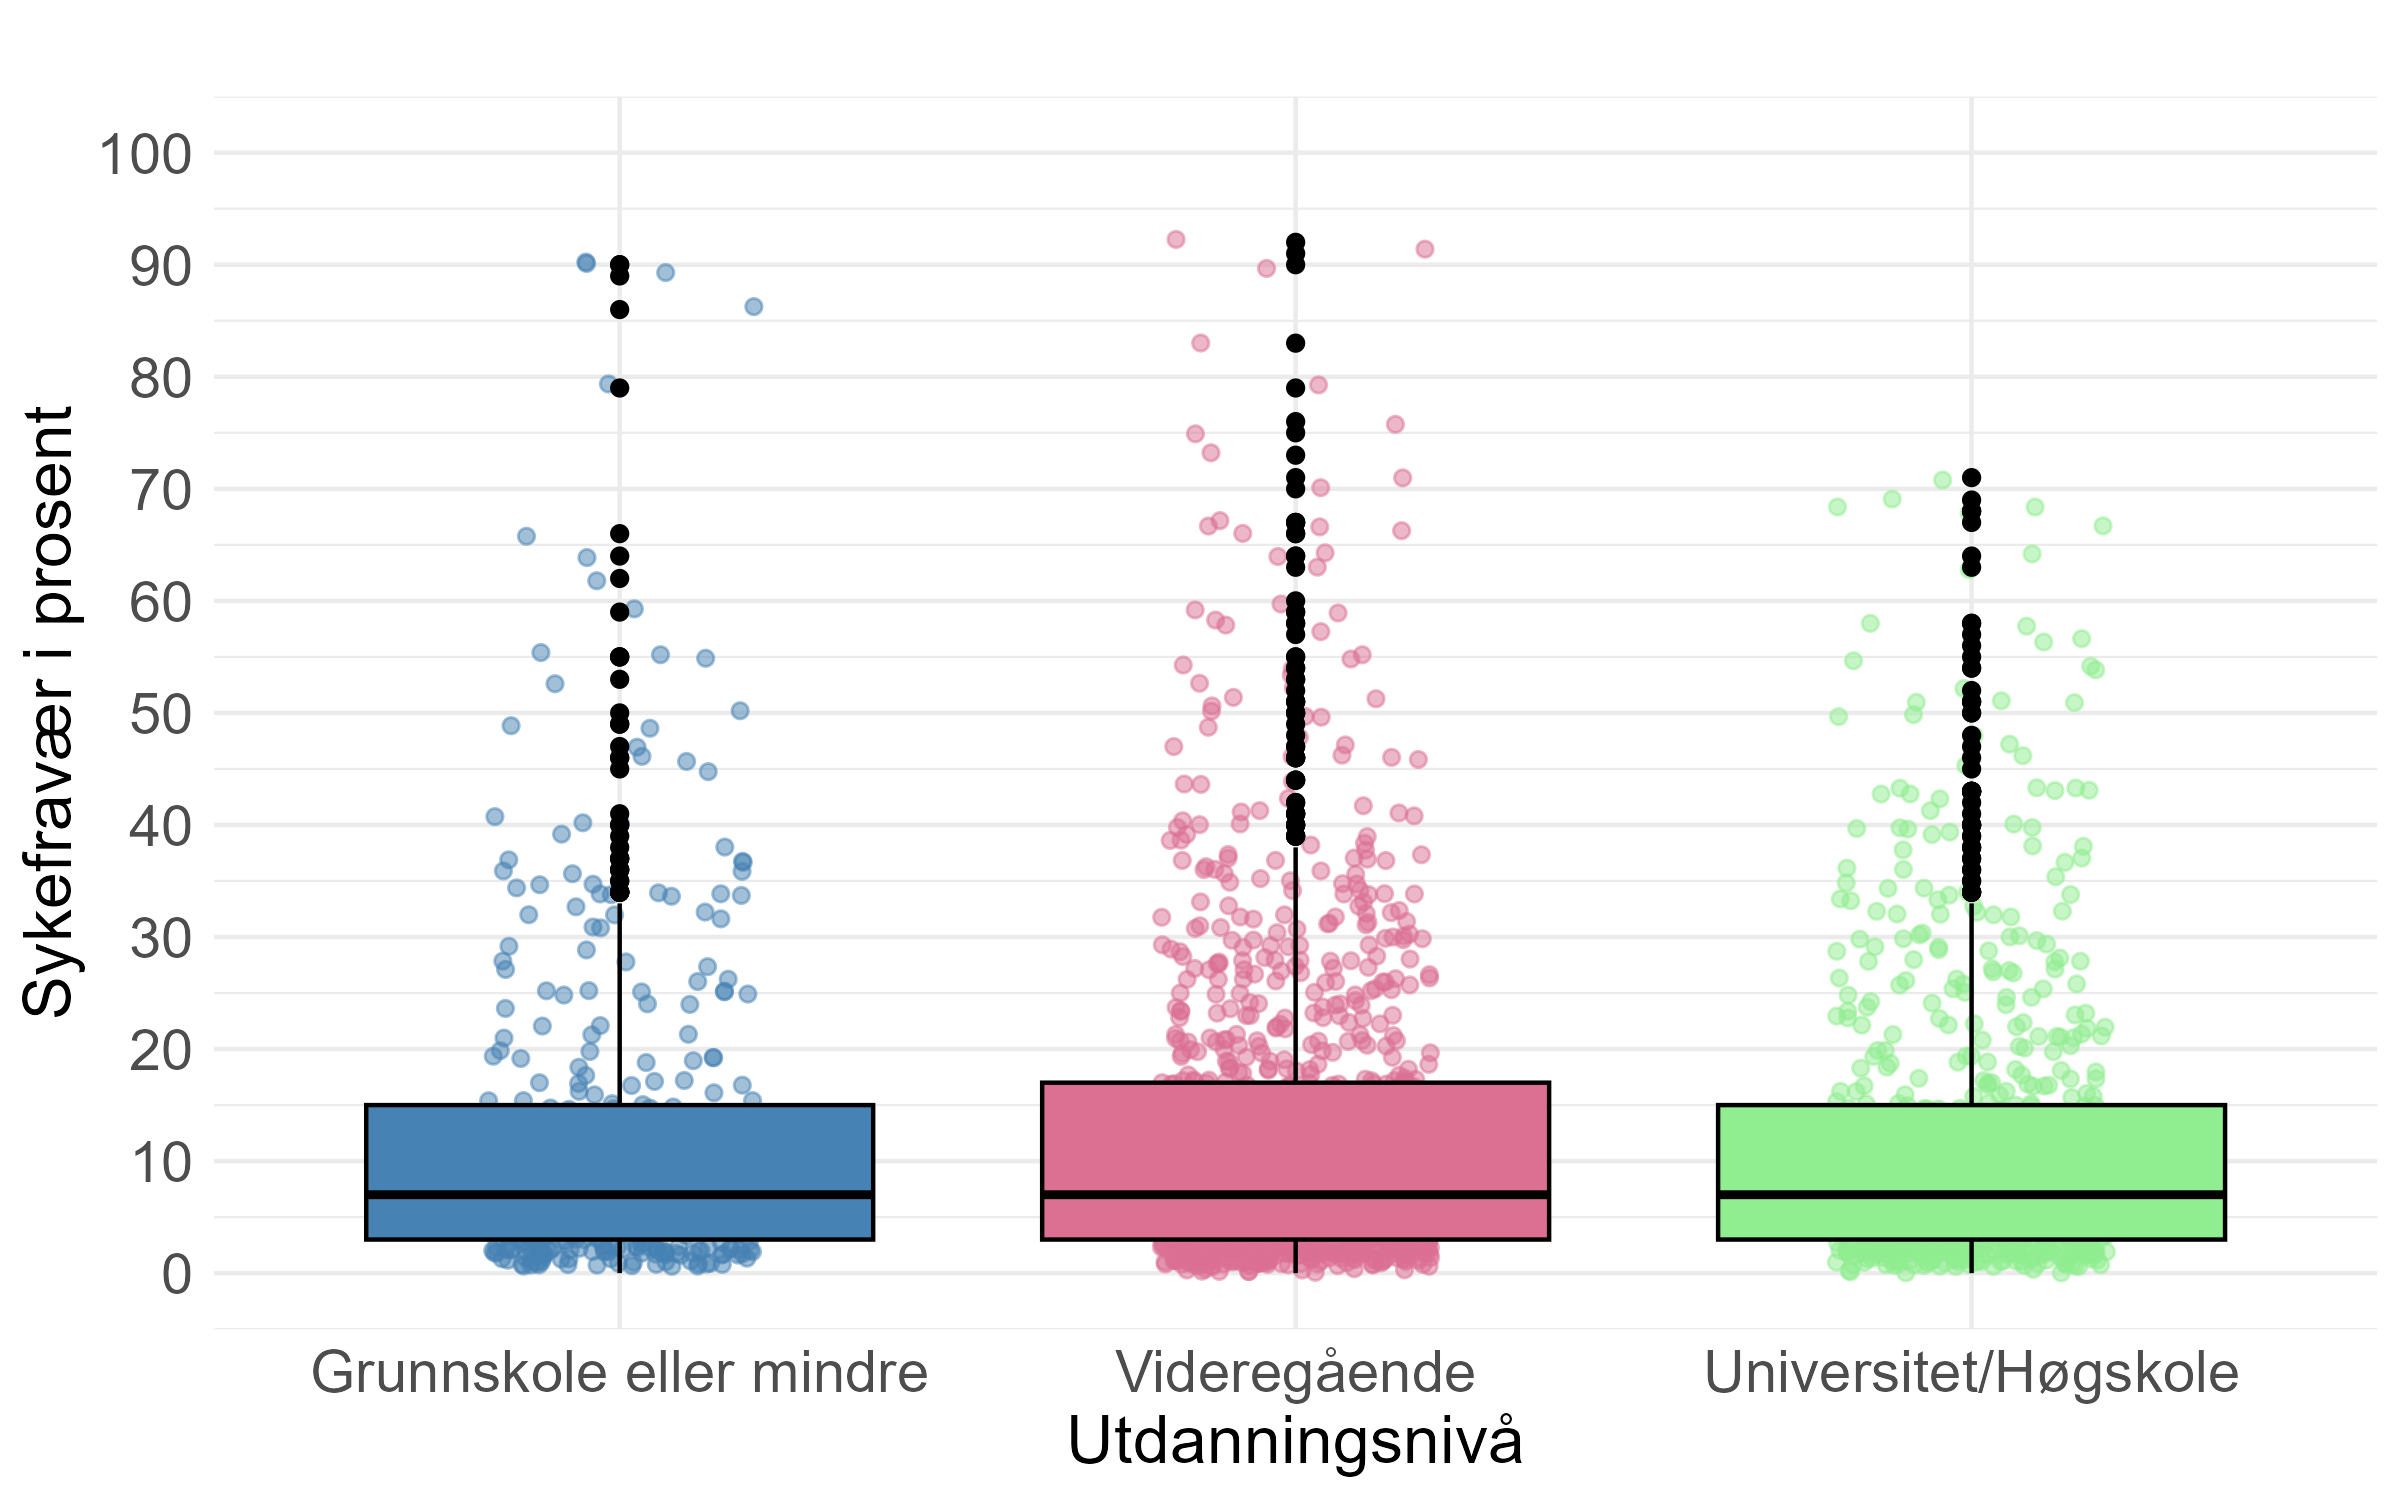 Sykefravær i prosent
100
90
80
70
60
50
40
30
20
10
0
Grunnskole eller mindre
Videregående
Universitet/Høgskole
Utdanningsnivå